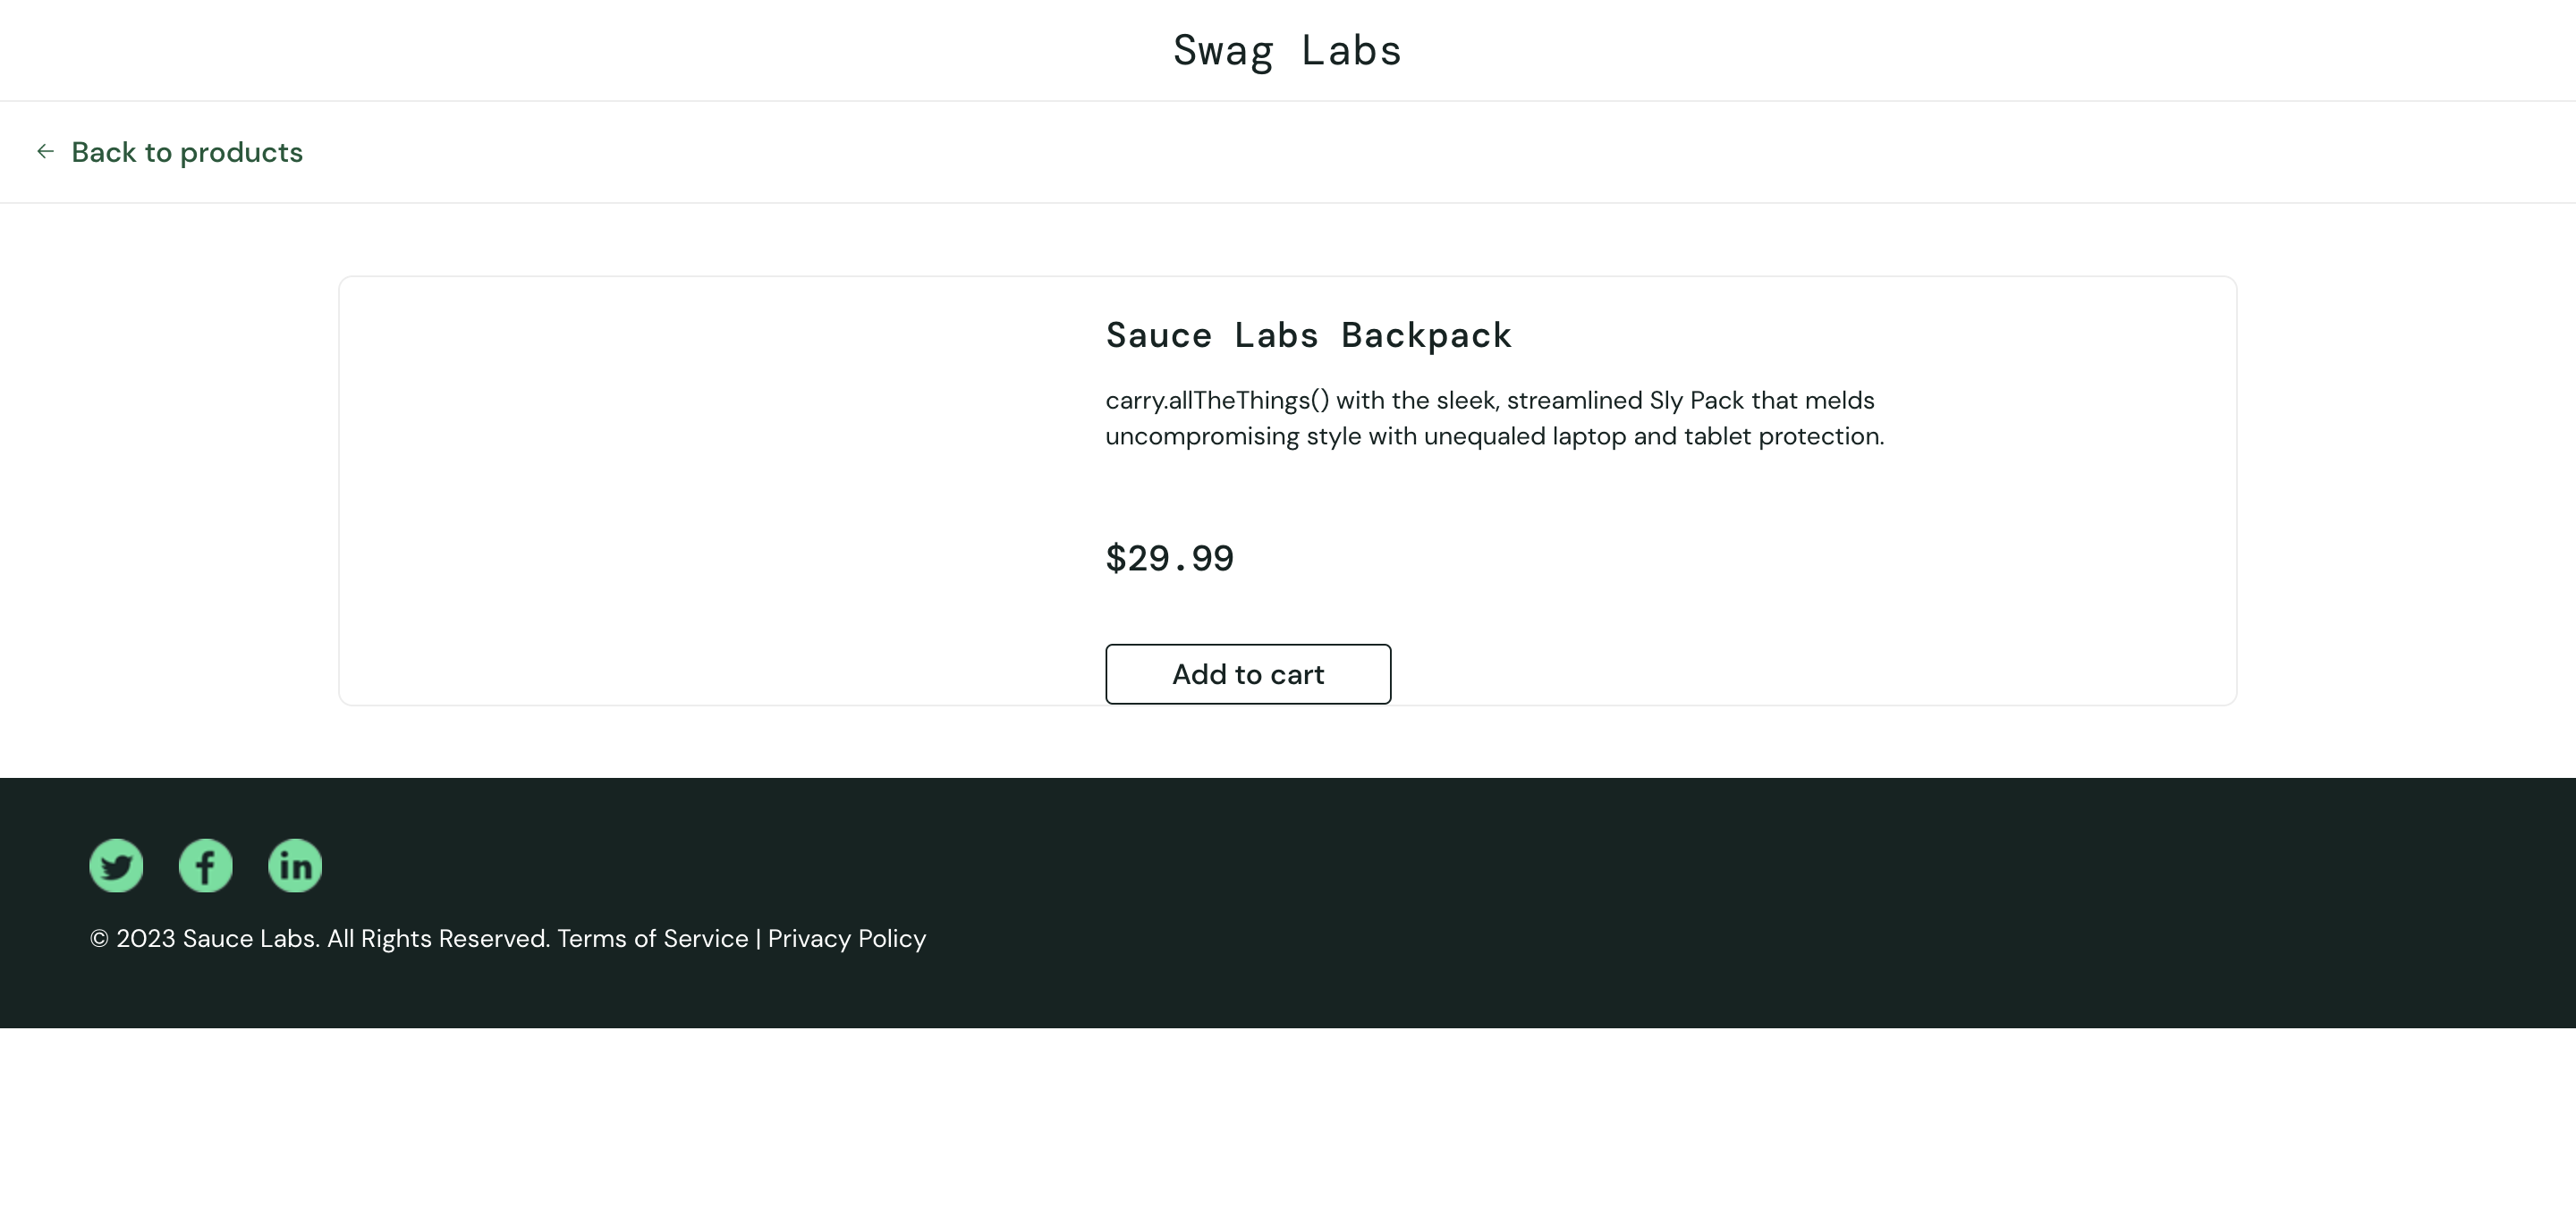 Swag Labs
Back to products
Sauce Labs Backpack
carry.allTheThings() with the sleek, streamlined Sly Pack that melds
uncompromising style with unequaled laptop and tablet protection.
$29.99
Add to cart
© 2023 Sauce Labs. All Rights Reserved. Terms of Service | Privacy Policy